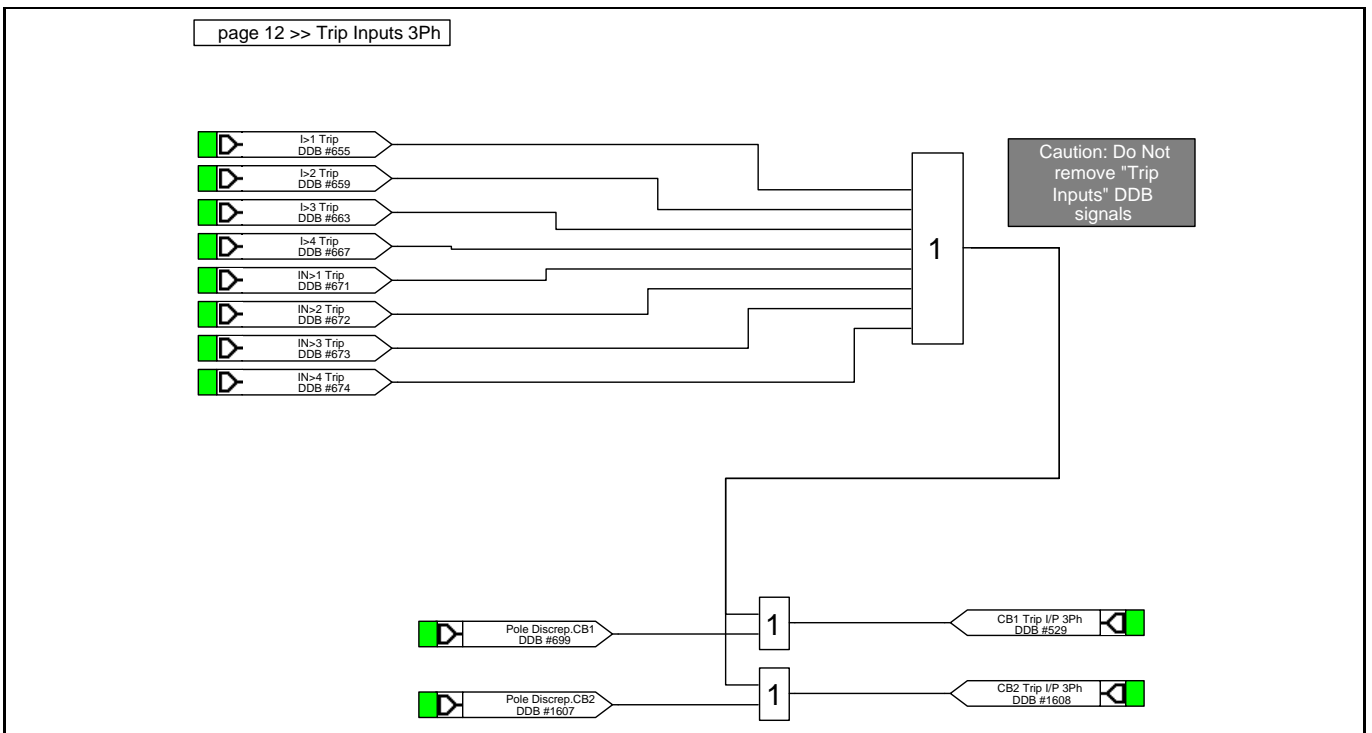 page 12 >> Trip Inputs 3Ph
I>1 Trip
DDB #655
I>2 Trip
DDB #659
I>3 Trip
DDB #663
I>4 Trip
DDB #667
IN>1 Trip
DDB #671
IN>2 Trip
DDB #672
IN>3 Trip
DDB #673
IN>4 Trip
DDB #674
1
Caution: Do Not
remove "Trip
Inputs" DDB
signals
Pole Discrep.CB1
DDB #699
1
CB1 Trip I/P 3Ph
DDB #529
Pole Discrep.CB2
DDB #1607
1
CB2 Trip I/P 3Ph
DDB #1608